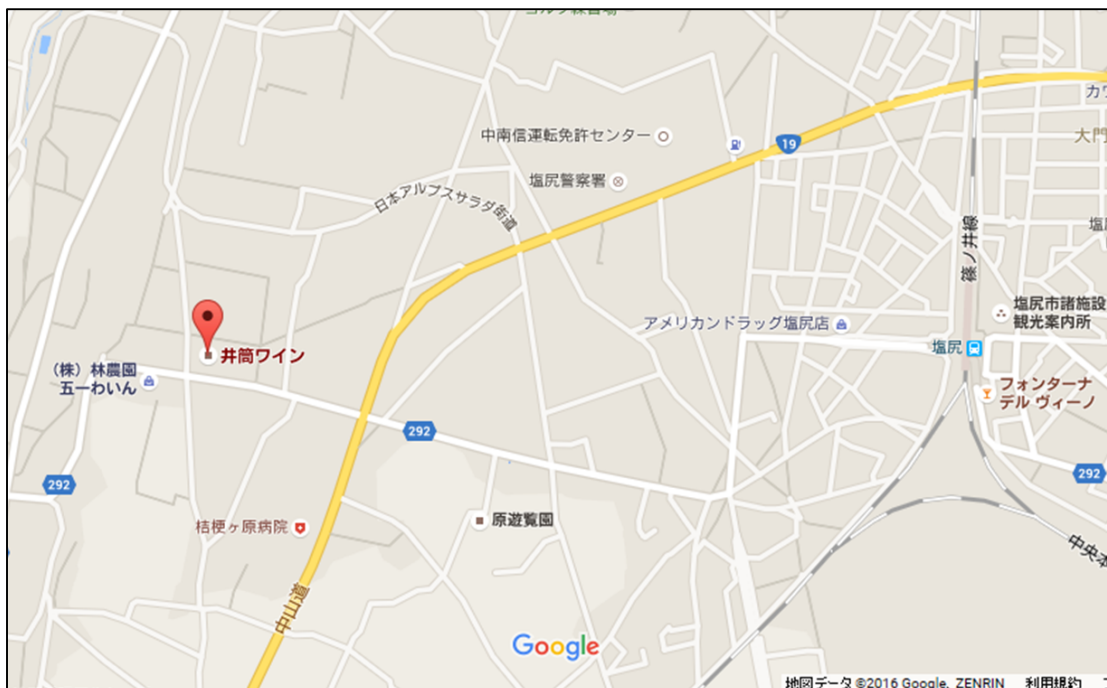 中南信運転免許センター
19
カワ
大門
塩尻警察署
日本アルプスサラダ街道
篠ノ井線
塩尻市諸施設
観光案内所
アメリカンドラッグ塩尻店
塩尻
井筒ワイン
(株)林農園
五一わいん
フォンターナ
デル ヴィーノ
292
292
292
原遊覧園
桔梗ヶ原病院
中央本
中山道
Google
地図データ ©2016 Google, ZENRIN 利用規約